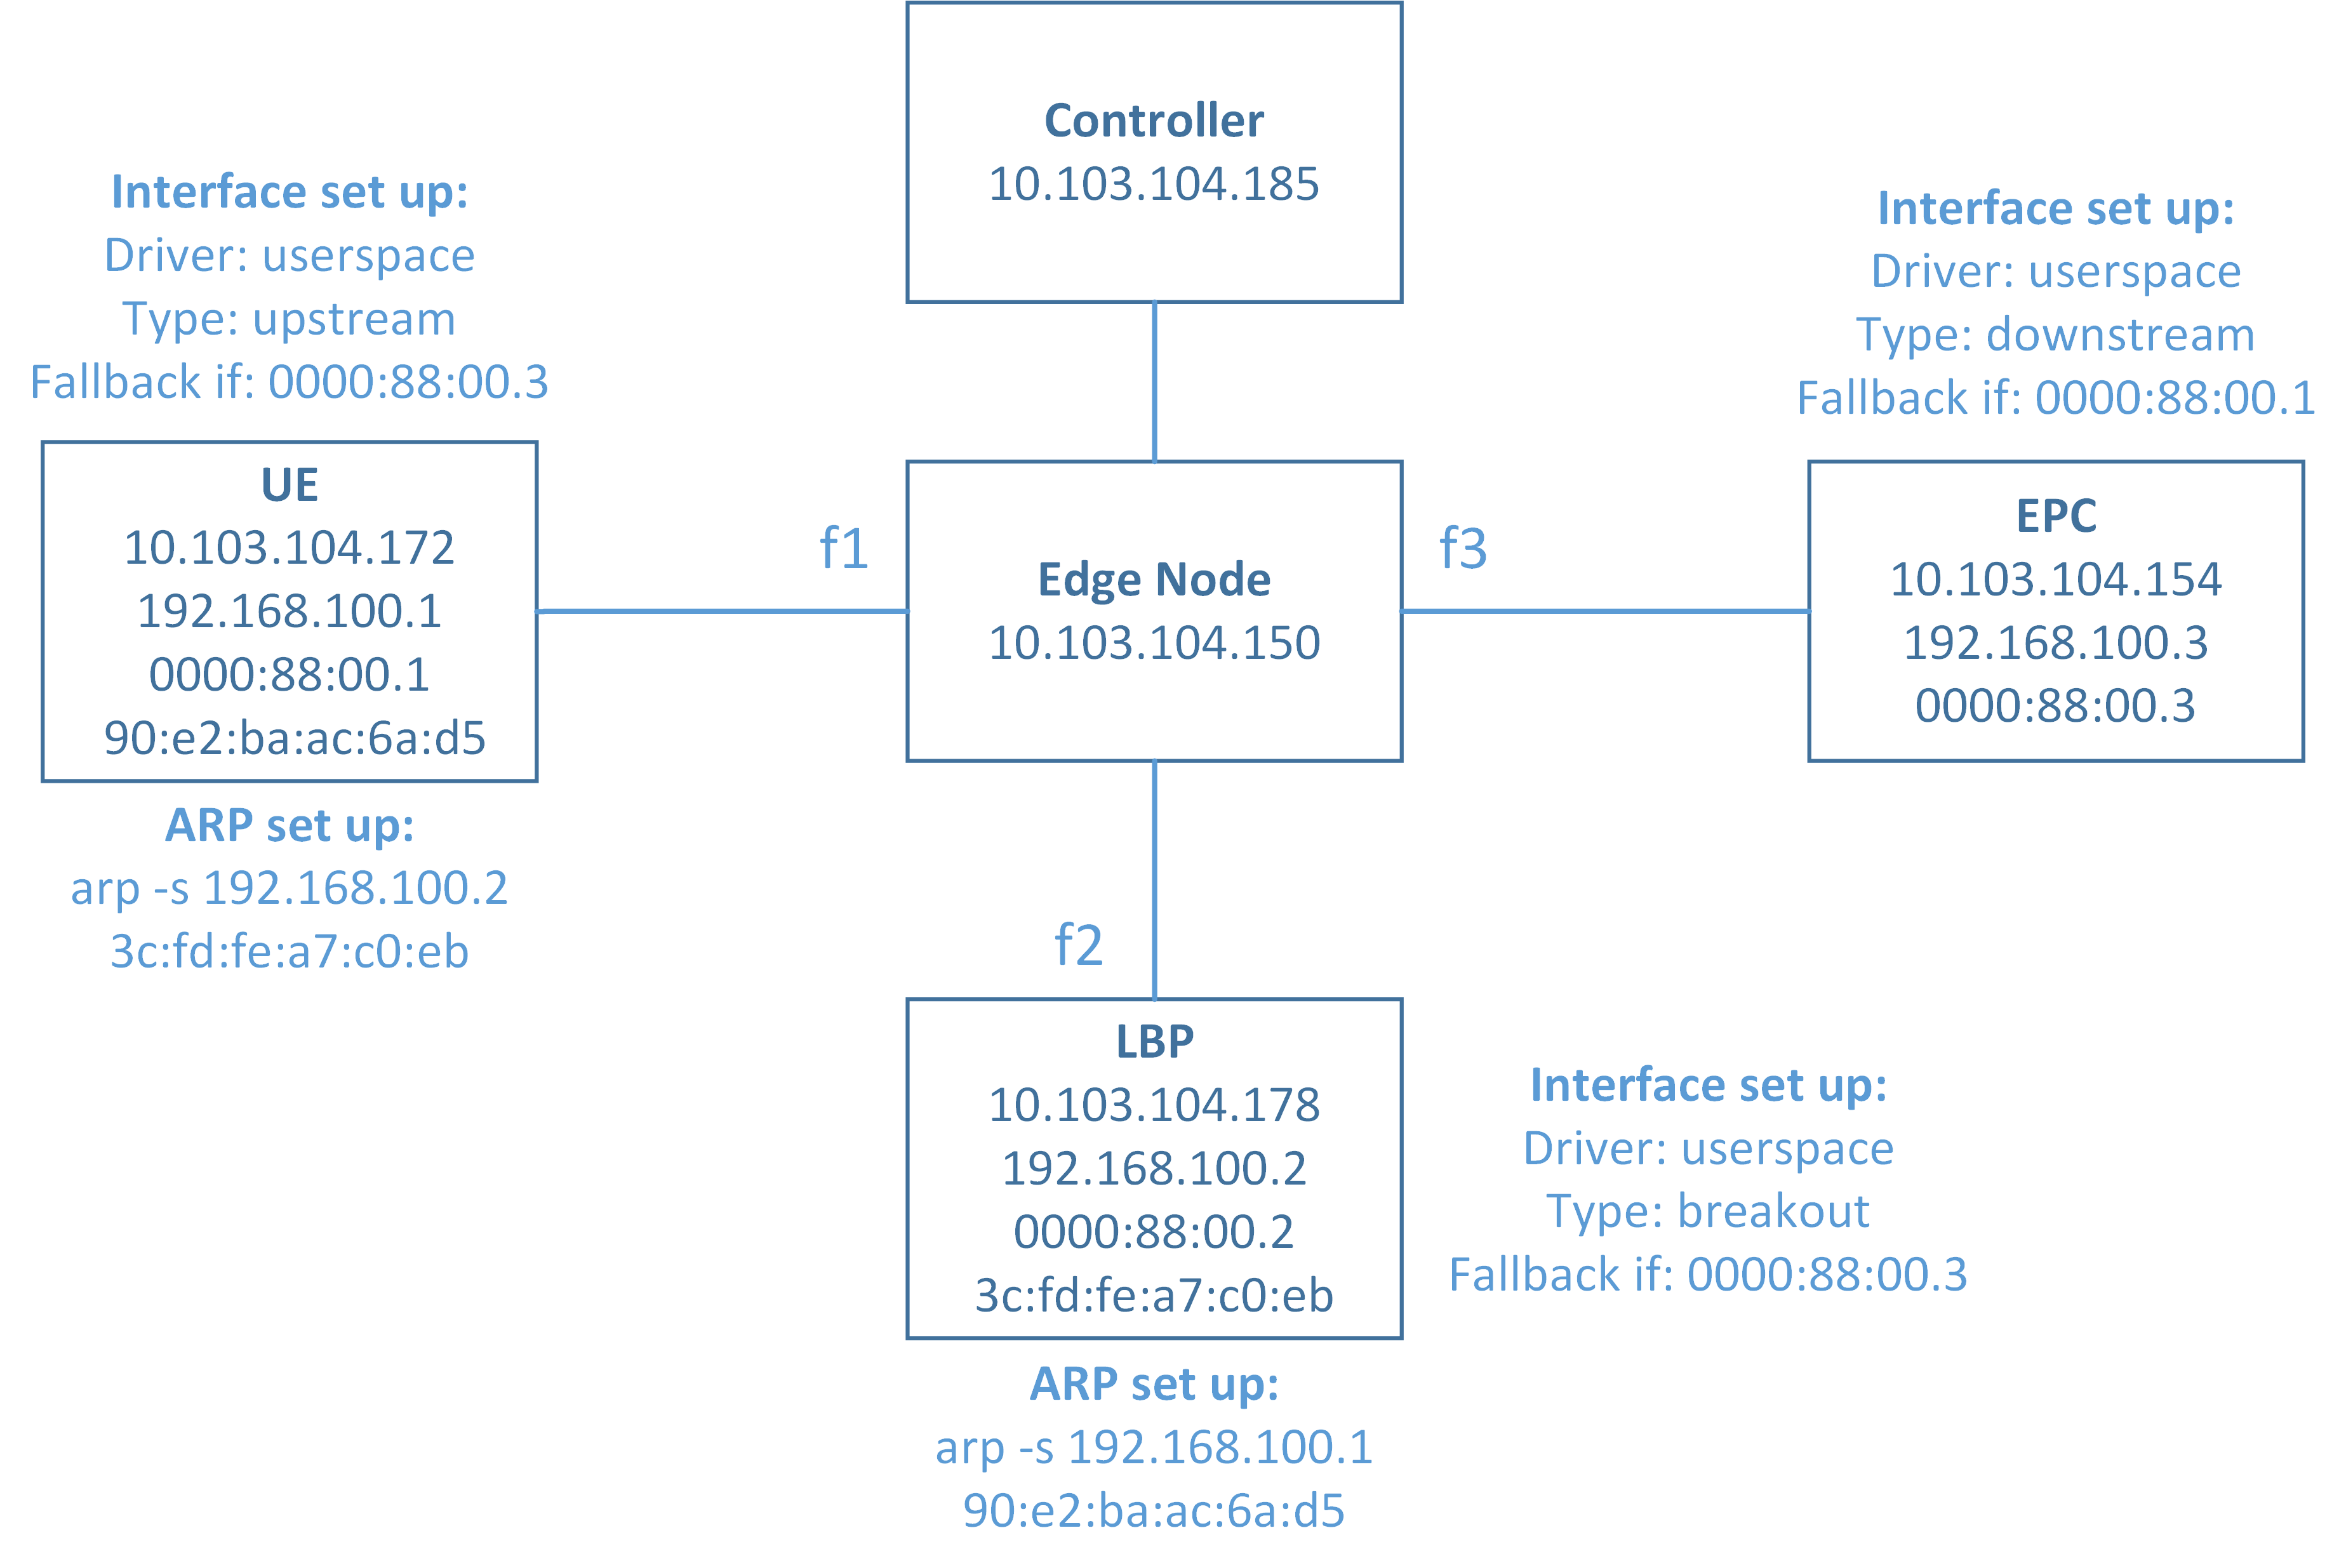 Controller
10.103.104.185
Interface set up:
Driver: userspace
Type: upstream
Fallback if: 0000:88:00.3
Interface set up:
Driver: userspace
Type: downstream
Fallback if: 0000:88:00.1
UE
10.103.104.172
192.168.100.1
0000:88:00.1
90:e2:ba:ac:6a:d5
f1
Edge Node
10.103.104.150
f3
EPC
10.103.104.154
192.168.100.3
0000:88:00.3
ARP set up:
arp -s 192.168.100.2
3c:fd:fe:a7:c0:eb
f2
LBP
10.103.104.178
192.168.100.2
0000:88:00.2
3c:fd:fe:a7:c0:eb
Interface set up:
Driver: userspace
Type: breakout
Fallback if: 0000:88:00.3
ARP set up:
arp -s 192.168.100.1
90:e2:ba:ac:6a:d5